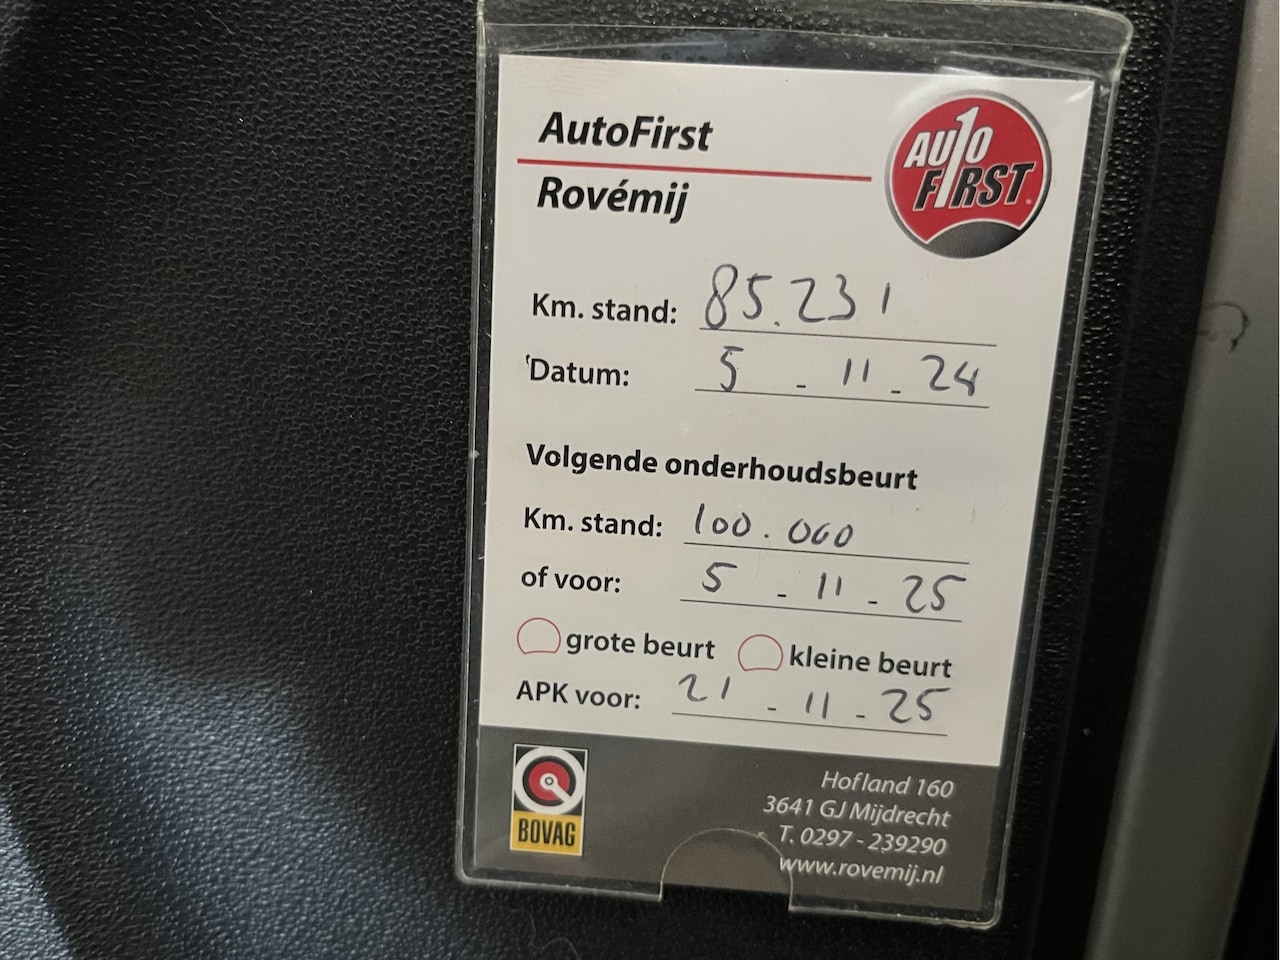 AutoFirst
Rovémij
AUTO FIRST
Km. stand: 85.231
Datum: 5 - 11 - 24
Volgende onderhoudsbeurt
Km. stand: 100.000
of voor: 5 - 11 - 25
grote beurt kleine beurt
APK voor: 21 - 11 - 25
BOVAG
Hofland 160
3641 GJ Mijdrecht
T. 0297 - 239290
www.rovemij.nl